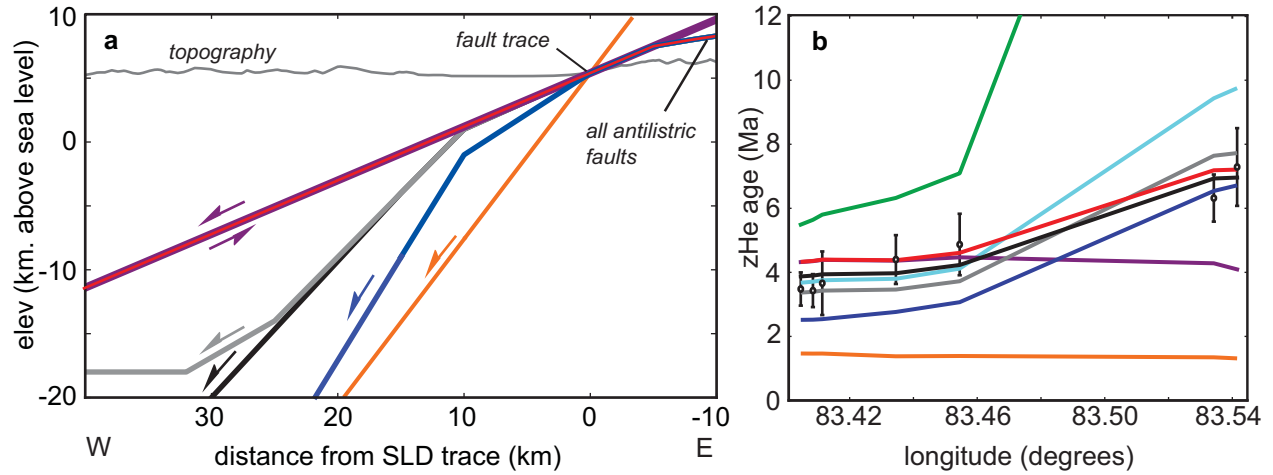 a
topography
fault trace
all antilistric
faults
elev (km. above sea level)
10
0
-10
-20
30
20
10
0
-10
W
E
distance from SLD trace (km)
b
zHe age (Ma)
12
10
8
6
4
2
0
83.42
83.46
83.50
83.54
longitude (degrees)